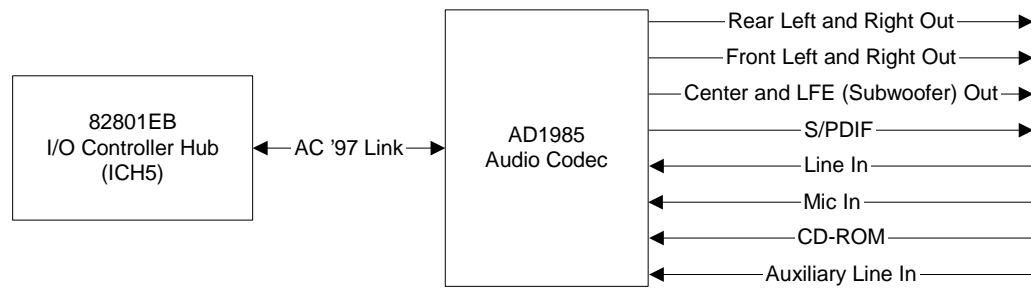 82801EB
I/O Controller Hub
(ICH5)
AC '97 Link
AD1985
Audio Codec
Rear Left and Right Out
Front Left and Right Out
Center and LFE (Subwoofer) Out
S/PDIF
Line In
Mic In
CD-ROM
Auxiliary Line In